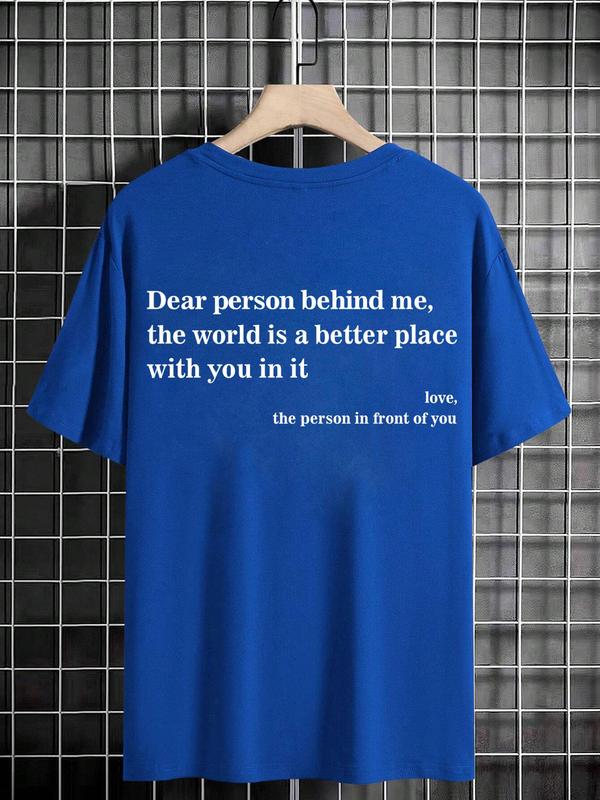 Dear person behind me,
the world is a better place
with you in it
love,
the person in front of you